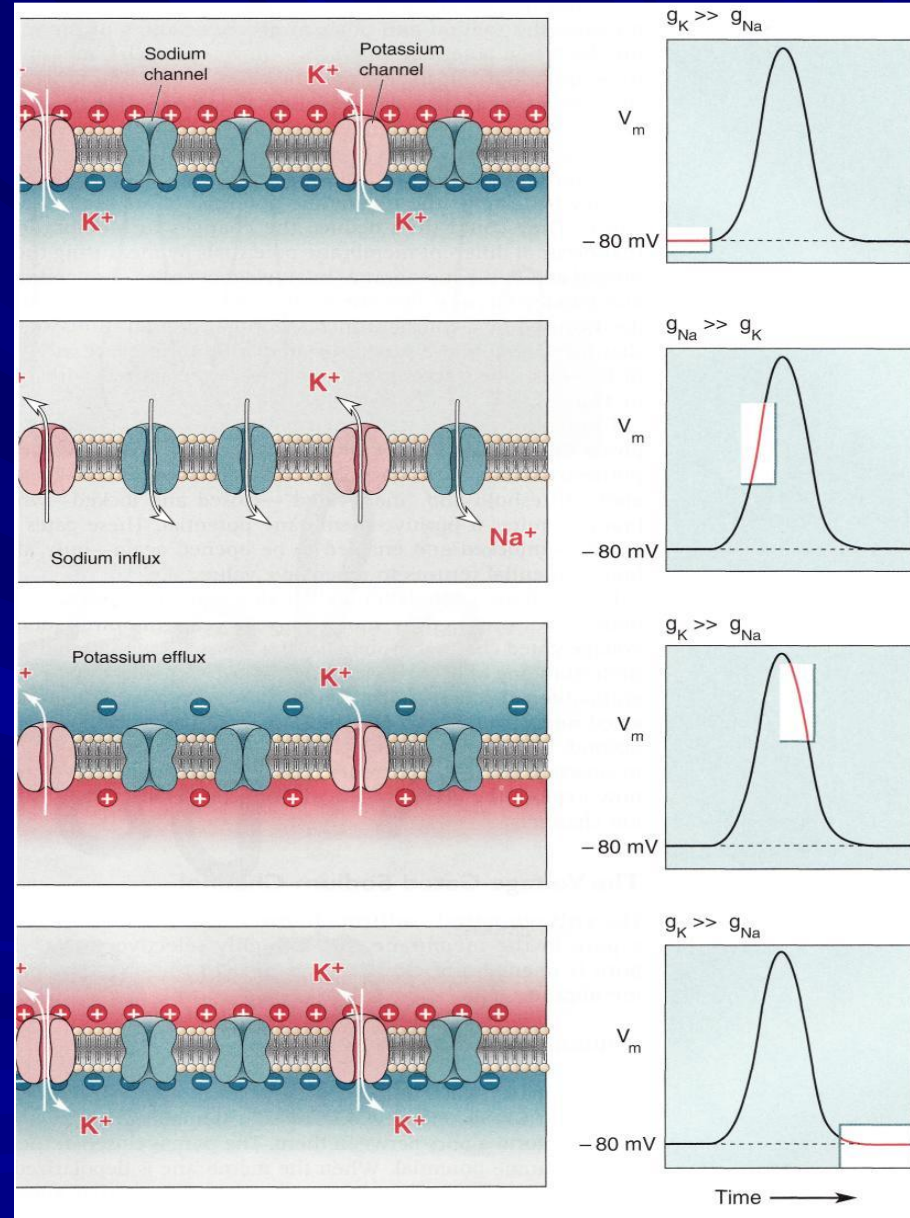 Sodium
channel
K+
Potassium
channel
K+
K+
gK >> gNa
Vm
−80 mV
K+
Na+
Sodium influx
gNa >> gK
Vm
−80 mV
Potassium efflux
K+
gK >> gNa
Vm
−80 mV
K+
K+
K+
gK >> gNa
Vm
−80 mV
Time